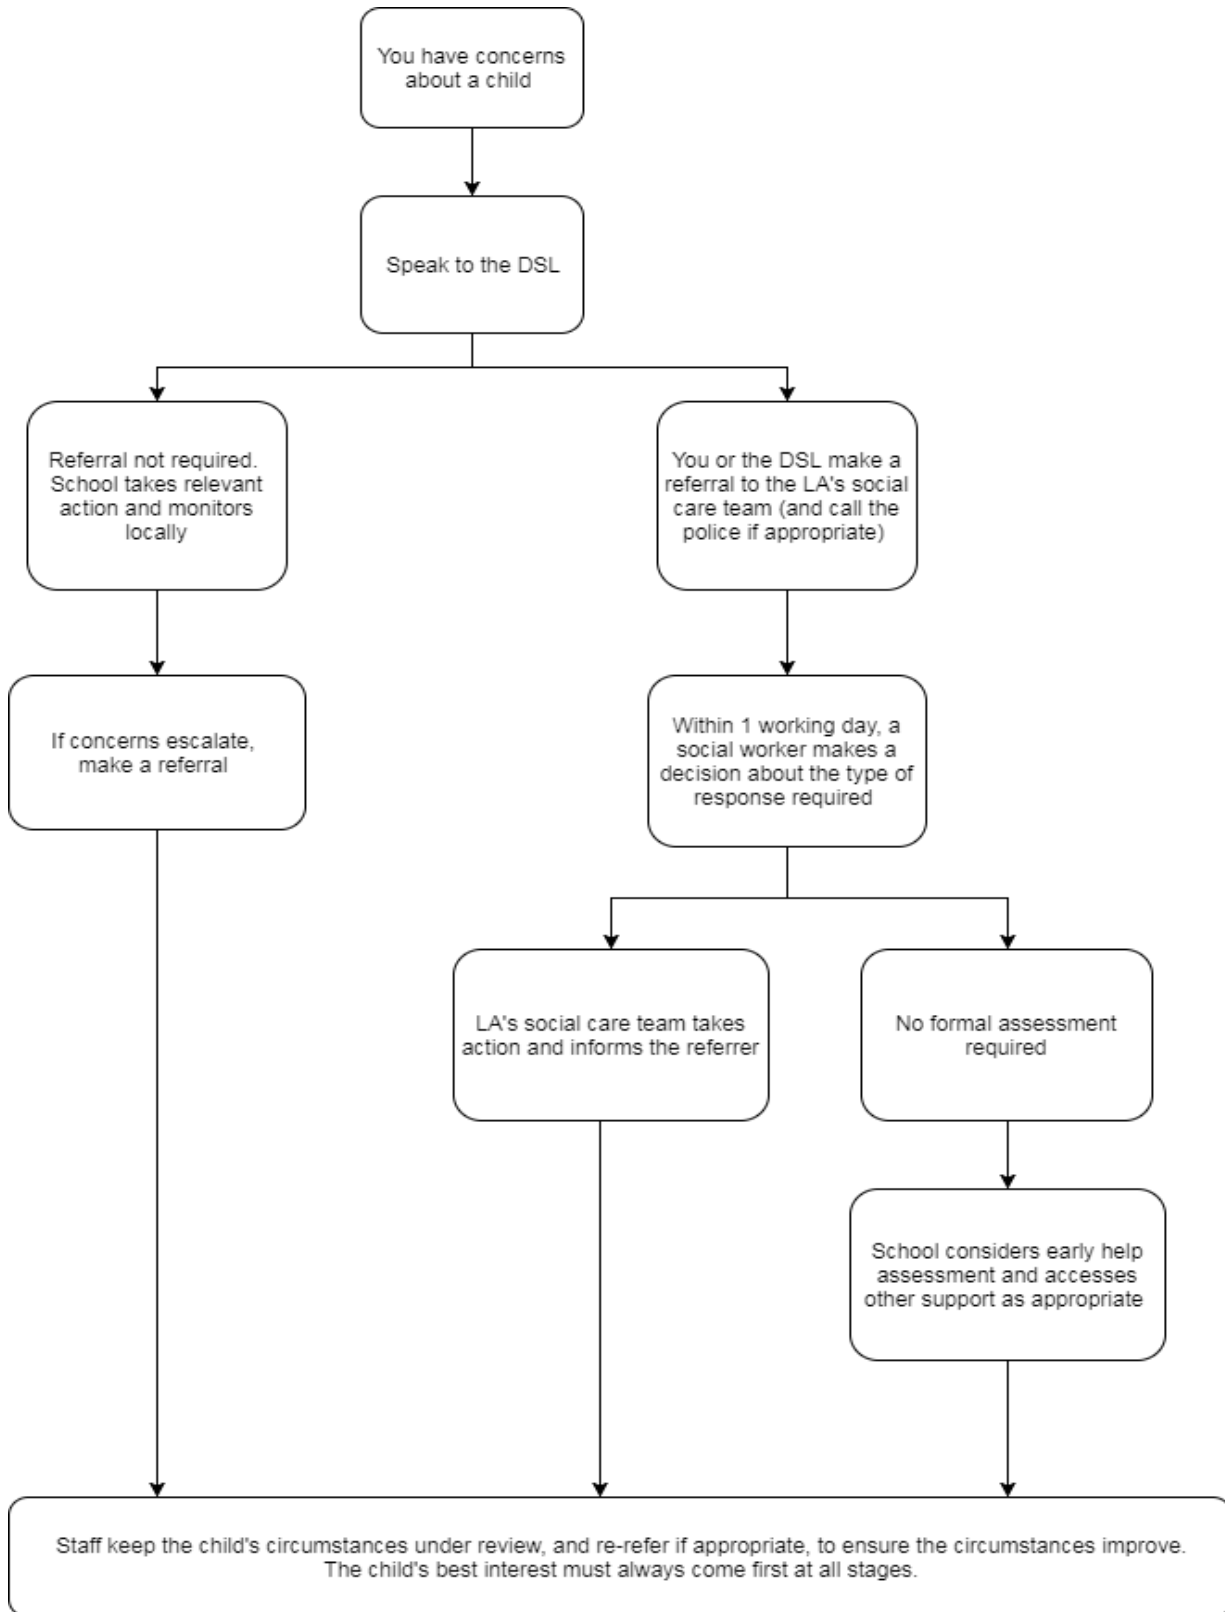 You have concerns
about a child
Speak to the DSL
Referral not required.
School takes relevant
action and monitors
locally
You or the DSL make a
referral to the LA's social
care team (and call the
police if appropriate)
If concerns escalate,
make a referral
Within 1 working day, a
social worker makes a
decision about the type of
response required
LA's social care team takes
action and informs the referrer
No formal assessment
required
School considers early help
assessment and accesses
other support as appropriate
Staff keep the child's circumstances under review, and re-refer if appropriate, to ensure the circumstances improve.
The child's best interest must always come first at all stages.